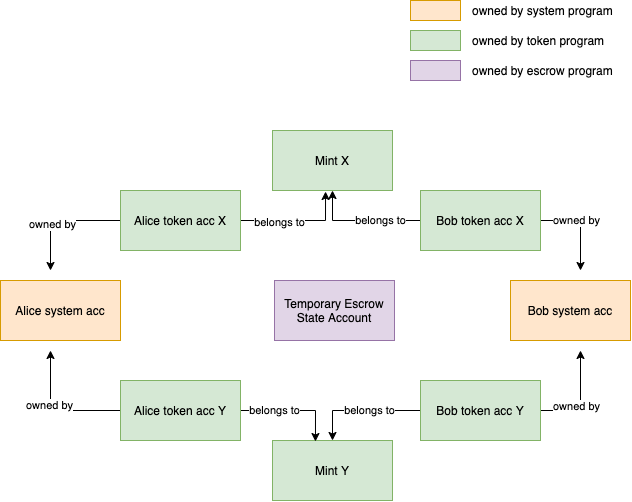 owned by system program
owned by token program
owned by escrow program
Mint X
Alice token acc X
Bob token acc X
owned by
belongs to
belongs to
owned by
Alice system acc
Temporary Escrow
State Account
Bob system acc
owned by
Alice token acc Y
belongs to
belongs to
Bob token acc Y
owned by
Mint Y